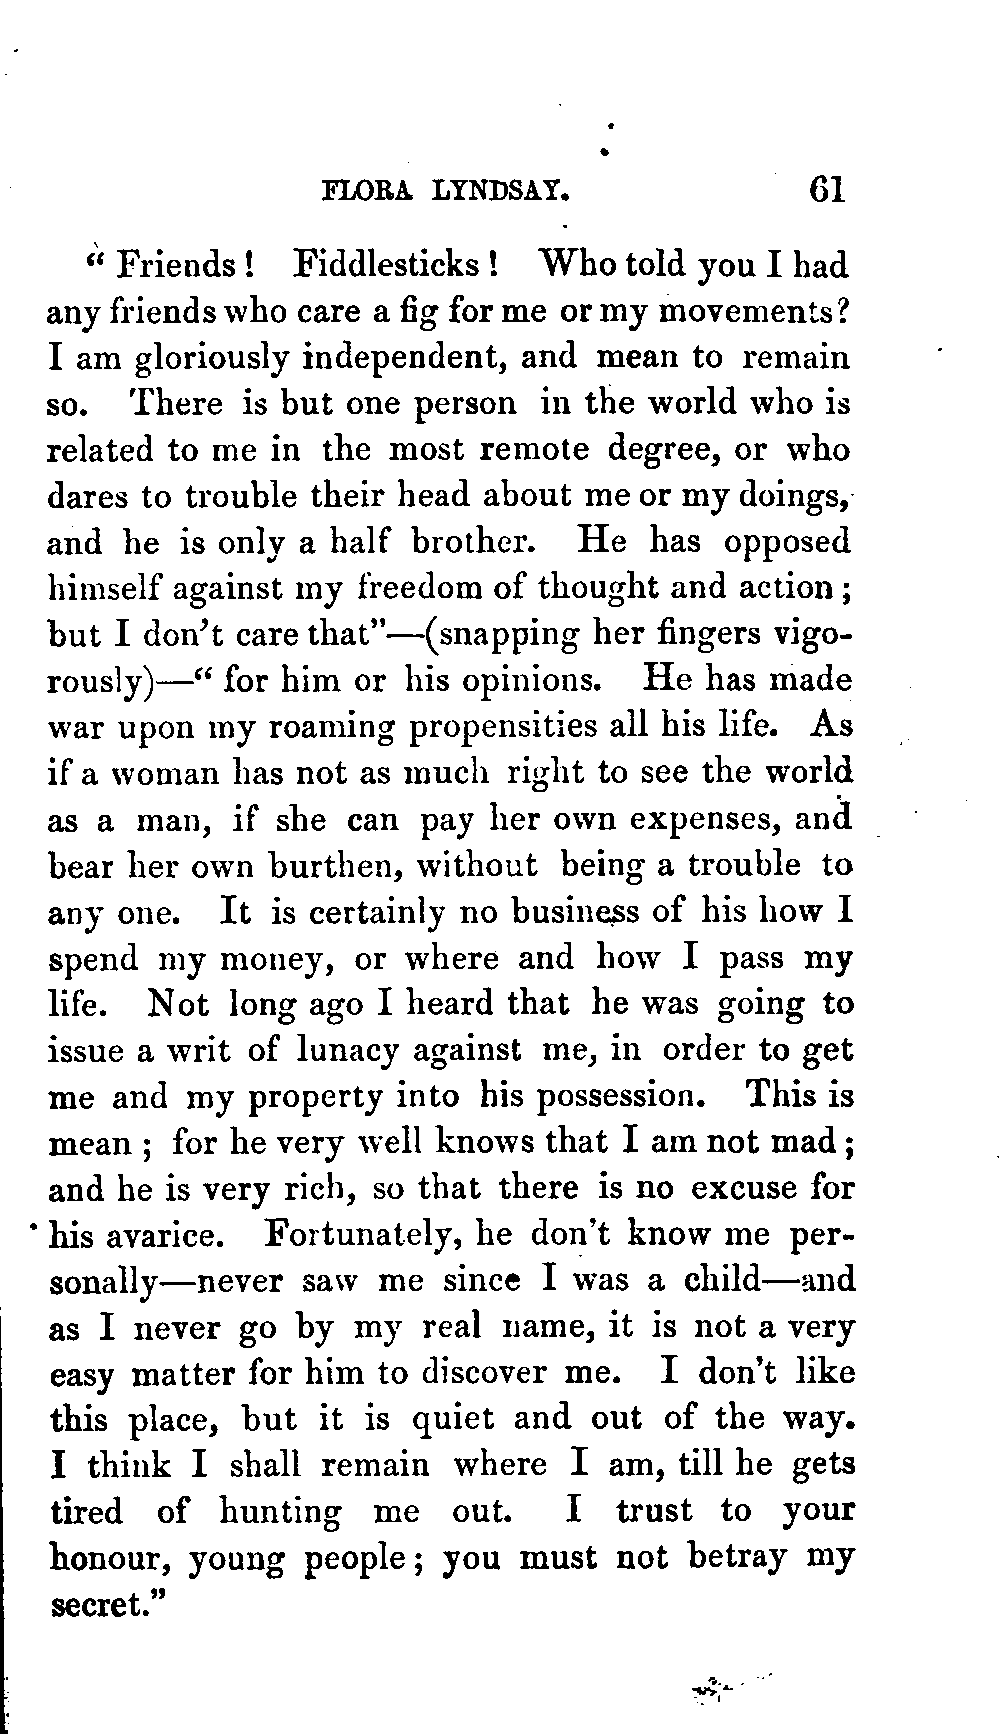 FLORA LYNDSAY. 61
“ Friends ! Fiddlesticks ! Who told you I had
any friends who care a fig for me or my movements?
I am gloriously independent, and mean to remain
so. There is but one person in the world who is
related to me in the most remote degree, or who
dares to trouble their head about me or my doings,
and he is only a half brother. He has opposed
himself against my freedom of thought and action ;
but I don’t care that”—(snapping her fingers vigo-
rously)—“ for him or his opinions. He has made
war upon my roaming propensities all his life. As
if a woman has not as much right to see the world
as a man, if she can pay her own expenses, and
bear her own burthen, without being a trouble to
any one. It is certainly no business of his how I
spend my money, or where and how I pass my
life. Not long ago I heard that he was going to
issue a writ of lunacy against me, in order to get
me and my property into his possession. This is
mean ; for he very well knows that I am not mad ;
and he is very rich, so that there is no excuse for
his avarice. Fortunately, he don’t know me per-
sonally—never saw me since I was a child—and
as I never go by my real name, it is not a very
easy matter for him to discover me. I don’t like
this place, but it is quiet and out of the way.
I think I shall remain where I am, till he gets
tired of hunting me out. I trust to your
honour, young people ; you must not betray my
secret.”